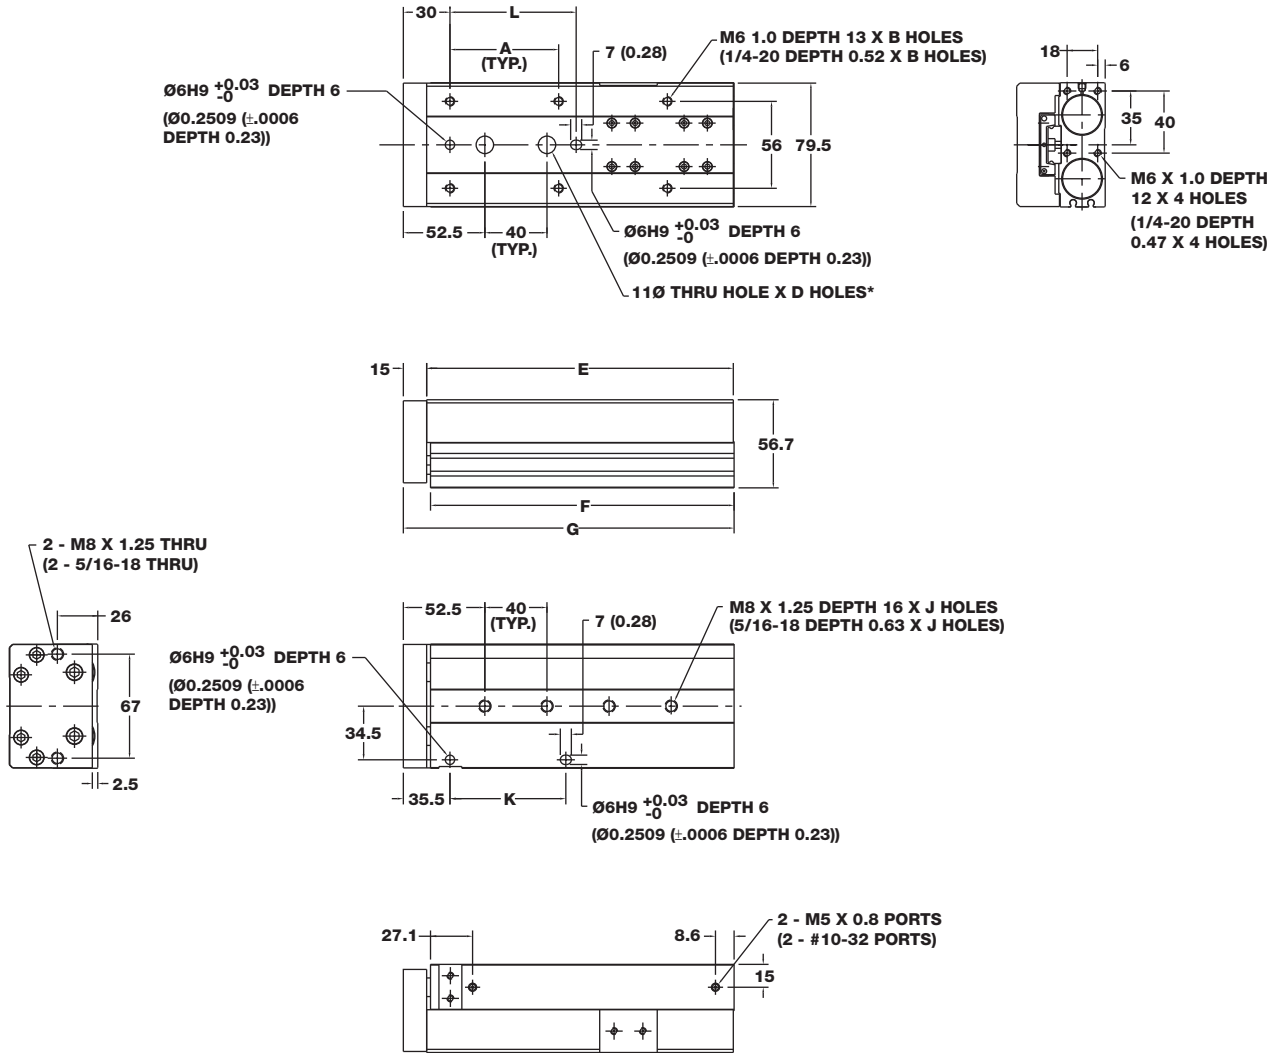 30
L
A
(TYP.)
7 (0.28)
M6 1.0 DEPTH 13 X B HOLES
(1/4-20 DEPTH 0.52 X B HOLES)
Ø6H9 +0.03 -0 DEPTH 6
(Ø0.2509 (±.0006
DEPTH 0.23))
56
79.5
52.5
40
(TYP.)
Ø6H9 +0.03 -0 DEPTH 6
(Ø0.2509 (±.0006 DEPTH 0.23))
11Ø THRU HOLE X D HOLES*
18
6
35
40
M6 X 1.0 DEPTH
12 X 4 HOLES
(1/4-20 DEPTH
0.47 X 4 HOLES)
15
E
56.7
F
G
2 - M8 X 1.25 THRU
(2 - 5/16-18 THRU)
26
67
2.5
52.5
40
(TYP.)
7 (0.28)
M8 X 1.25 DEPTH 16 X J HOLES
(5/16-18 DEPTH 0.63 X J HOLES)
Ø6H9 +0.03 -0 DEPTH 6
(Ø0.2509 (±.0006
DEPTH 0.23))
34.5
35.5
K
Ø6H9 +0.03 -0 DEPTH 6
(Ø0.2509 (±.0006 DEPTH 0.23))
27.1
8.6
2 - M5 X 0.8 PORTS
(2 - #10-32 PORTS)
15